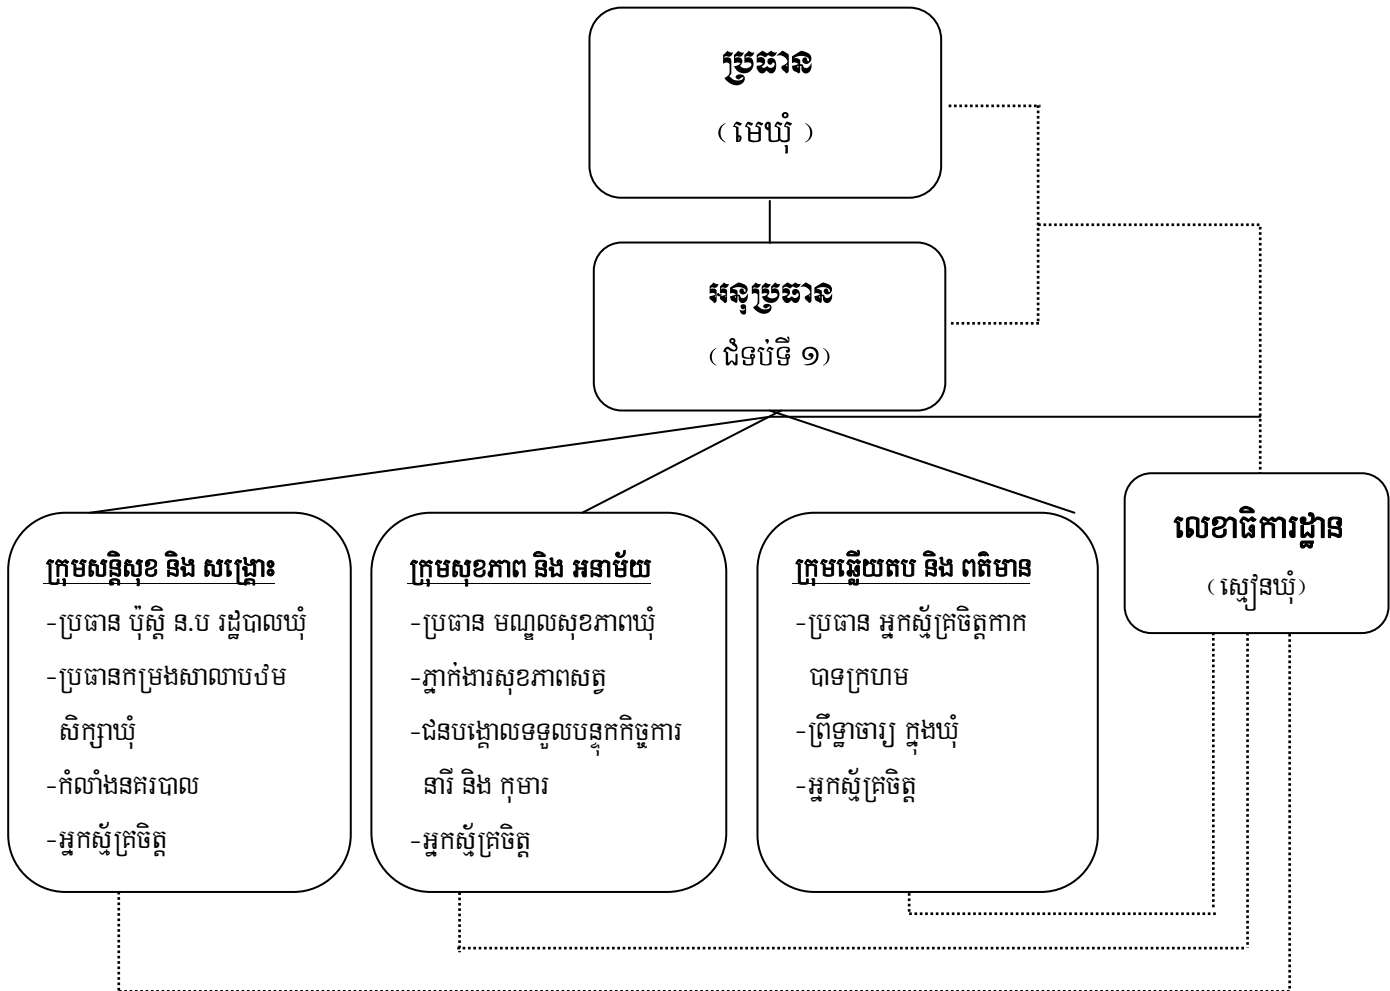 ប្រធាន
( មេឃុំ )
អនុប្រធាន
( ជំទប់ទី ១)
លេខាធិការដ្ឋាន
( ស្មៀនឃុំ)
ក្រុមសន្តិសុខ និង សង្គ្រោះ
-ប្រធាន ប៉ុស្តិ ន.ប រដ្ឋបាលឃុំ
-ប្រធានកម្រងសាលាបឋម
សិក្សាឃុំ
-កំលាំងនគរបាល
-អ្នកស្ម័គ្រចិត្ត
ក្រុមសុខភាព និង អនាម័យ
-ប្រធាន មណ្ឌលសុខភាពឃុំ
-ភ្នាក់ងារសុខភាពសត្វ
-ជនបង្គោលទទួលបន្ទុកកិច្ចការ
នារី និង កុមារ
-អ្នកស្ម័គ្រចិត្ត
ក្រុមឆ្លើយតប និង ពត៌មាន
-ប្រធាន អ្នកស្ម័គ្រចិត្តកាក
បាទក្រហម
-ព្រឹទ្ធាចារ្យ ក្នុងឃុំ
-អ្នកស្ម័គ្រចិត្ត